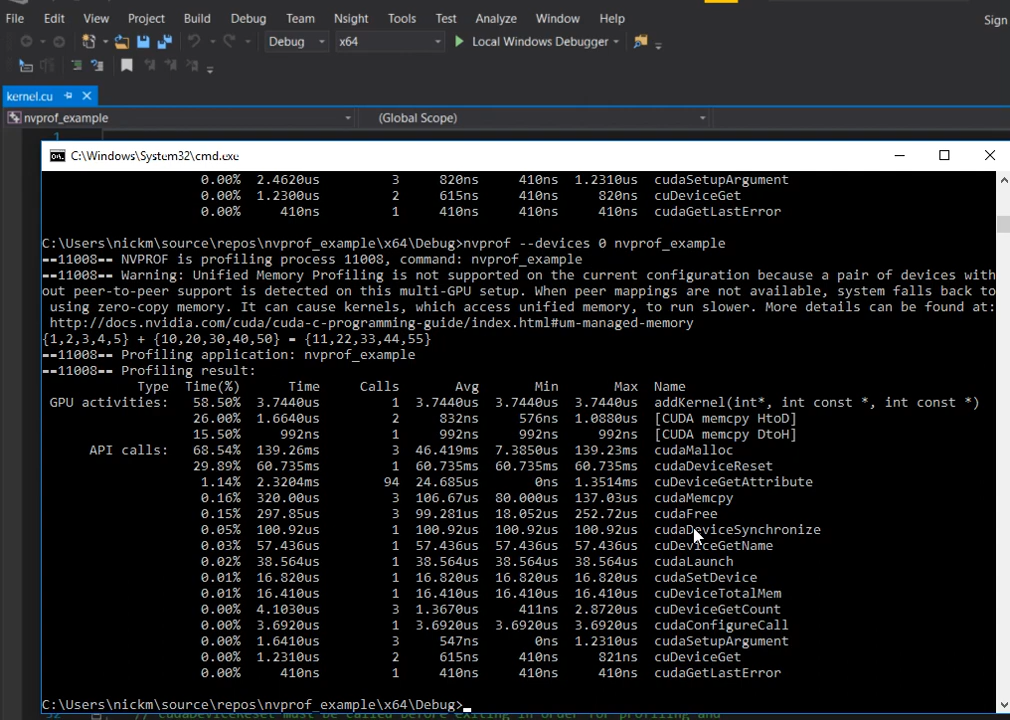 File Edit View Project Build Debug Team Nsight Tools Test Analyze Window Help Sign
Debug x64 Local Windows Debugger
kernel.cu
nvprof_example (Global Scope)
1
C:\Windows\System32\cmd.exe
0.00% 2.4620us 3 820ns 410ns 1.2310us cudaSetupArgument
0.00% 1.2300us 2 615ns 410ns 820ns cuDeviceGet
0.00% 410ns 1 410ns 410ns 410ns cudaGetLastError
C:\Users\nickm\source\repos\nvprof_example\x64\Debug>nvprof --devices 0 nvprof_example
==11008== NVPROF is profiling process 11008, command: nvprof_example
==11008== Warning: Unified Memory Profiling is not supported on the current configuration because a pair of devices with
out peer-to-peer support is detected on this multi-GPU setup. When peer mappings are not available, system falls back to
using zero-copy memory. It can cause kernels, which access unified memory, to run slower. More details can be found at:
http://docs.nvidia.com/cuda/cuda-c-programming-guide/index.html#um-managed-memory
{1,2,3,4,5} + {10,20,30,40,50} = {11,22,33,44,55}
==11008== Profiling application: nvprof_example
==11008== Profiling result:
Type Time(%) Time Calls Avg Min Max Name
GPU activities: 58.50% 3.7440us 1 3.7440us 3.7440us 3.7440us addKernel(int*, int const *, int const *)
26.00% 1.6640us 2 832ns 576ns 1.0880us [CUDA memcpy HtoD]
15.50% 992ns 1 992ns 992ns 992ns [CUDA memcpy DtoH]
API calls: 68.54% 139.26ms 3 46.419ms 7.3850us 139.23ms cudaMalloc
29.89% 60.735ms 1 60.735ms 60.735ms 60.735ms cudaDeviceReset
1.14% 2.3204ms 94 24.685us 0ns 1.3514ms cuDeviceGetAttribute
0.16% 320.00us 3 106.67us 80.000us 137.03us cudaMemcpy
0.15% 297.85us 3 99.281us 18.052us 252.72us cudaFree
0.05% 100.92us 1 100.92us 100.92us 100.92us cudaDeviceSynchronize
0.03% 57.436us 1 57.436us 57.436us 57.436us cuDeviceGetName
0.02% 38.564us 1 38.564us 38.564us 38.564us cudaLaunch
0.01% 16.820us 1 16.820us 16.820us 16.820us cudaSetDevice
0.01% 16.410us 1 16.410us 16.410us 16.410us cuDeviceTotalMem
0.00% 4.1030us 3 1.3670us 411ns 2.8720us cuDeviceGetCount
0.00% 3.6920us 1 3.6920us 3.6920us 3.6920us cudaConfigureCall
0.00% 1.6410us 3 547ns 0ns 1.2310us cudaSetupArgument
0.00% 1.2310us 2 615ns 410ns 821ns cuDeviceGet
0.00% 410ns 1 410ns 410ns 410ns cudaGetLastError
C:\Users\nickm\source\repos\nvprof_example\x64\Debug>
// cudaDeviceReset must be called before exiting in order for profiling and